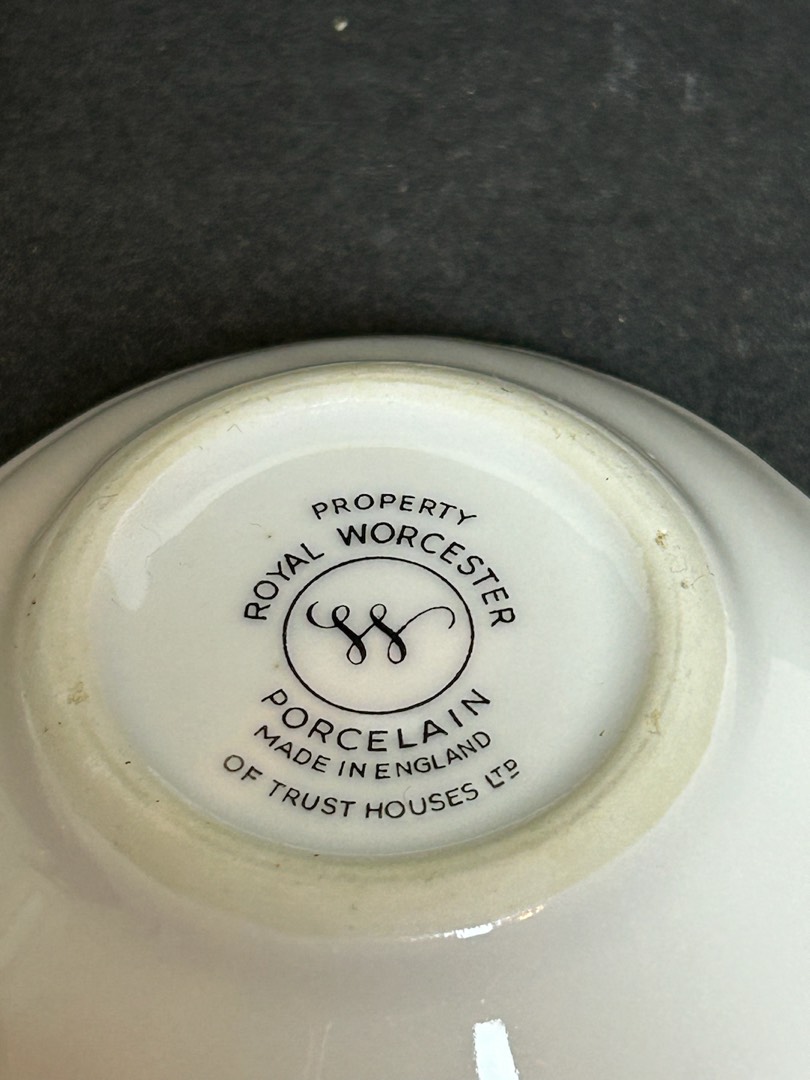 PROPERTY
ROYAL WORCESTER
W
PORCELAIN
MADE IN ENGLAND
OF TRUST HOUSES LTD